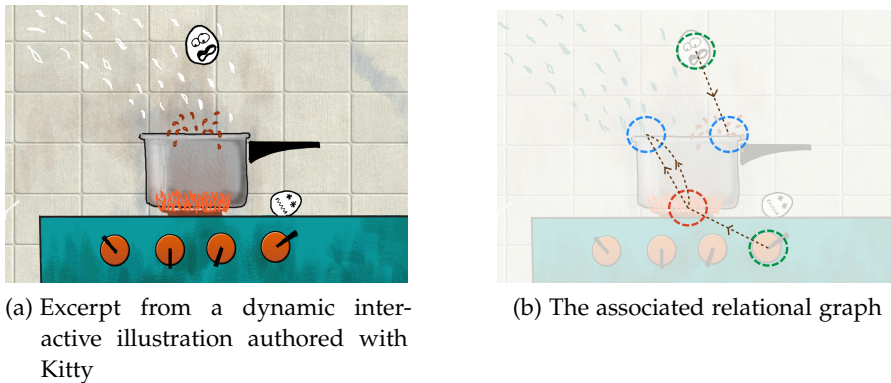 (a) Excerpt from a dynamic inter-
active illustration authored with
Kitty
(b) The associated relational graph